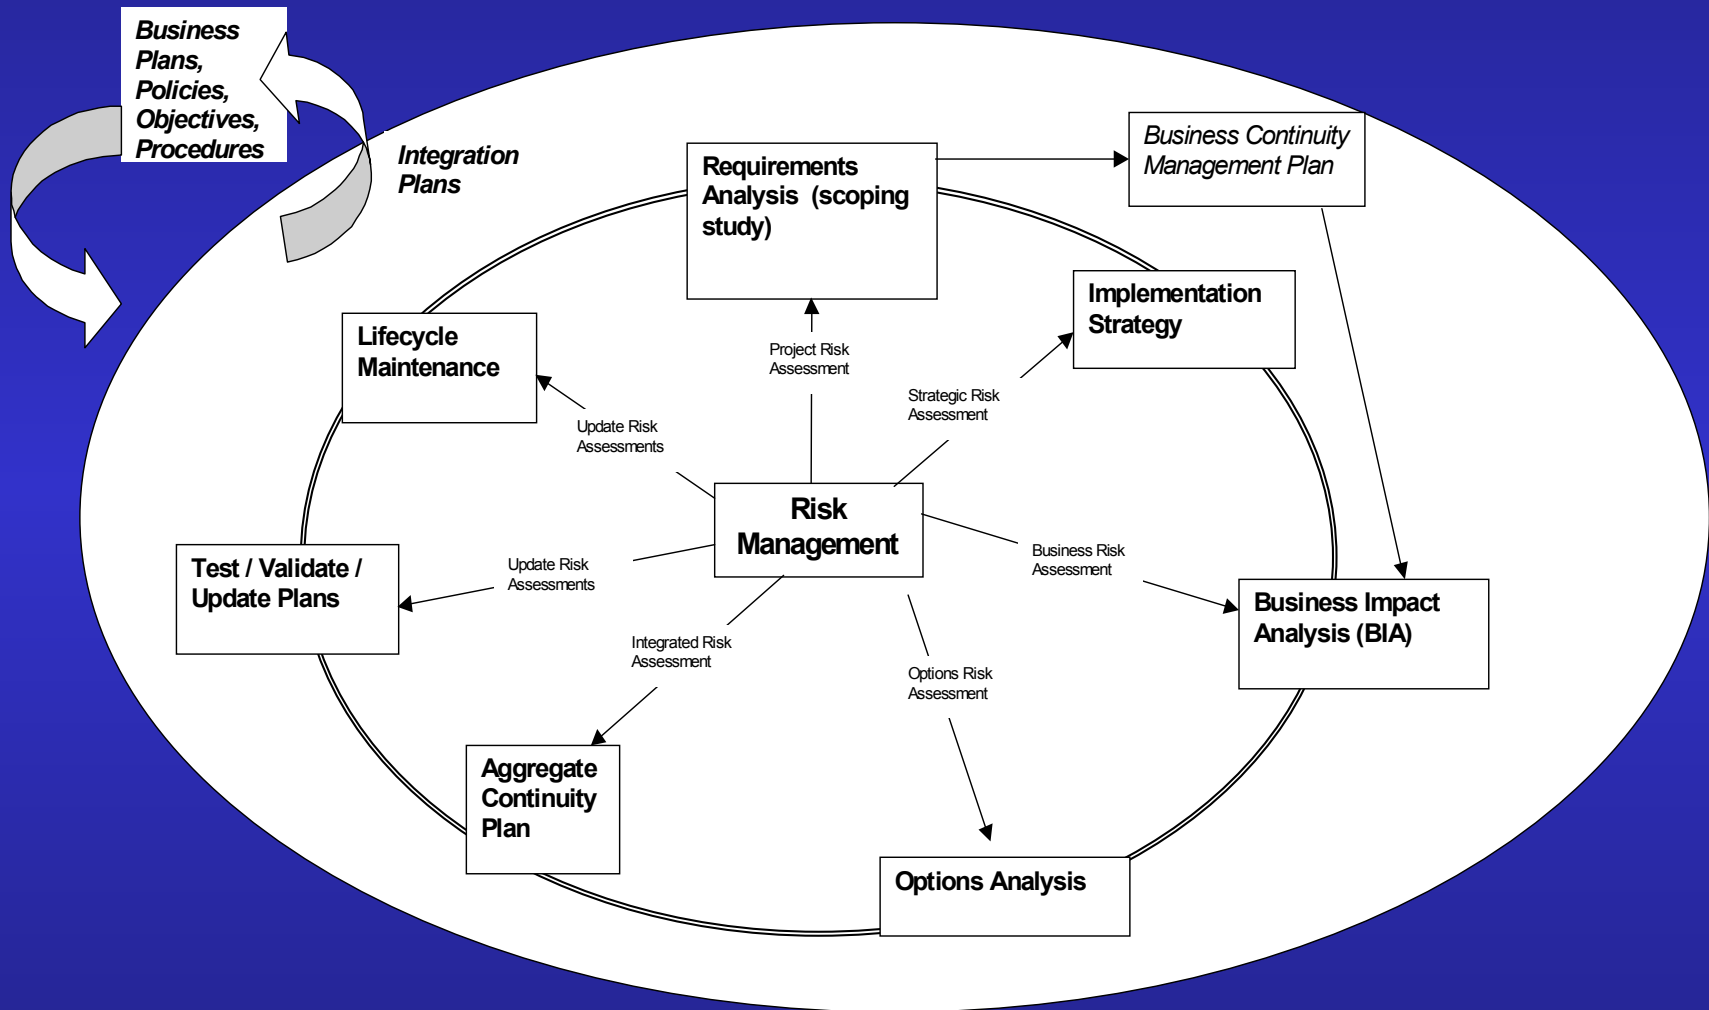 Business
Plans,
Policies,
Objectives,
Procedures
Integration
Plans
Requirements
Analysis (scoping
study)
Business Continuity
Management Plan
Implementation
Strategy
Lifecycle
Maintenance
Project Risk
Assessment
Strategic Risk
Assessment
Update Risk
Assessments
Risk
Management
Business Risk
Assessment
Update Risk
Assessments
Test / Validate /
Update Plans
Business Impact
Analysis (BIA)
Integrated Risk
Assessment
Options Risk
Assessment
Aggregate
Continuity
Plan
Options Analysis